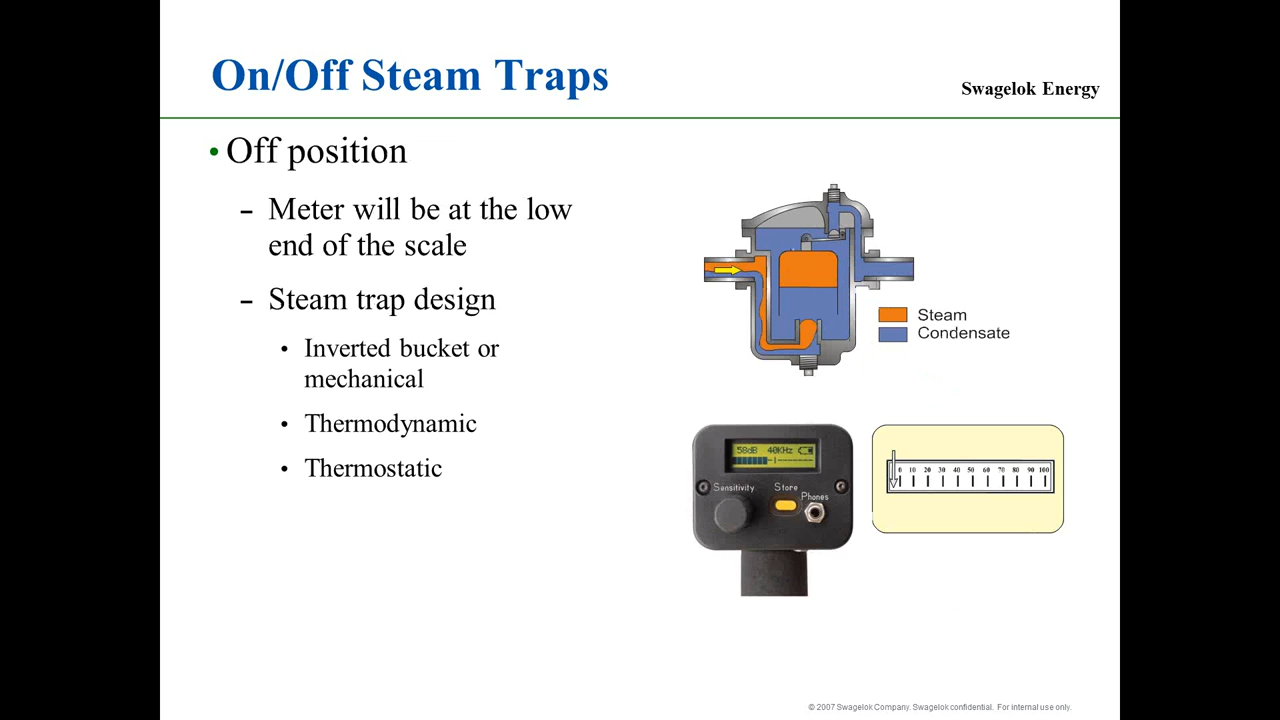 On/Off Steam Traps
Swagelok Energy
• Off position
– Meter will be at the low
end of the scale
– Steam trap design
• Inverted bucket or
mechanical
• Thermodynamic
• Thermostatic
Steam
Condensate
58dB 40KHz
Sensitivity
Store
Phones
0 10 20 30 40 50 60 70 80 90 100
© 2007 Swagelok Company. Swagelok confidential. For internal use only.